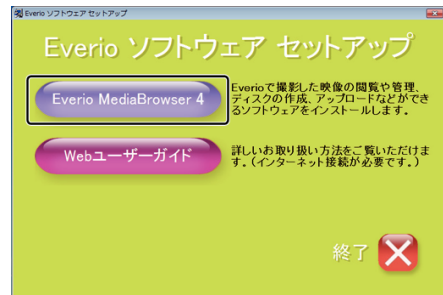 Everio ソフトウェア セットアップ
Everio ソフトウェア セットアップ
Everio MediaBrowser 4
Everioで撮影した映像の閲覧や管理、
ディスクの作成、アップロードなどができ
るソフトウェアをインストールします。
Webユーザーガイド
詳しいお取り扱い方法をご覧いただけま
す。(インターネット接続が必要です。)
終了